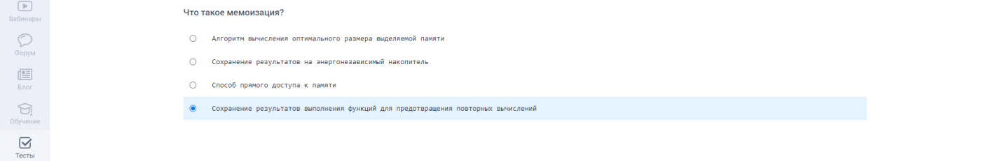 Что такое мемоизация?
Алгоритм вычисления оптимального размера выделяемой памяти
Сохранение результатов на энергонезависимый накопитель
Способ прямого доступа к памяти
Сохранение результатов выполнения функций для предотвращения повторных вычислений
Вебинары
Форум
Блог
Обучение
Тесты